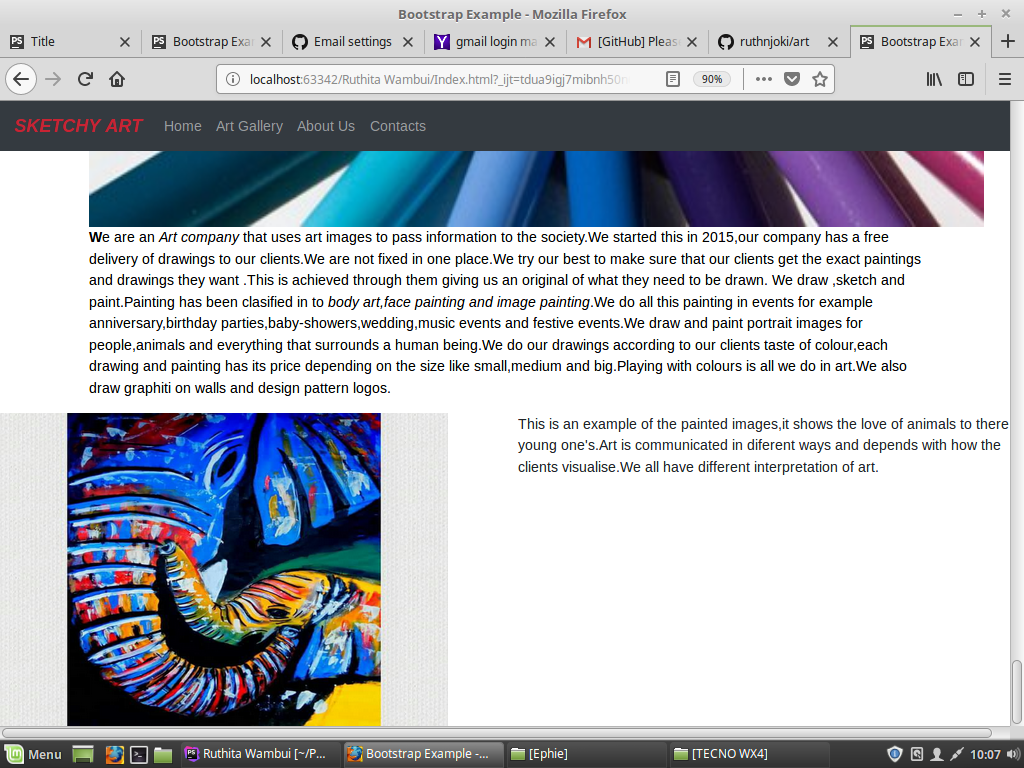 Bootstrap Example - Mozilla Firefox
Title
Bootstrap Exa
Email settings
gmail login ma
[GitHub] Pleas
ruthnjoki/art
Bootstrap Exam
localhost:63342/Ruthita Wambui/Index.html?_ijt=tdua9igj7mibnh50
90%
SKETCHY ART
Home
Art Gallery
About Us
Contacts
We are an Art company that uses art images to pass information to the society.We started this in 2015,our company has a free
delivery of drawings to our clients.We are not fixed in one place.We try our best to make sure that our clients get the exact paintings
and drawings they want .This is achieved through them giving us an original of what they need to be drawn. We draw ,sketch and
paint.Painting has been clasified in to body art,face painting and image painting.We do all this painting in events for example
anniversary,birthday parties,baby-showers,wedding,music events and festive events.We draw and paint portrait images for
people,animals and everything that surrounds a human being.We do our drawings according to our clients taste of colour,each
drawing and painting has its price depending on the size like small,medium and big.Playing with colours is all we do in art.We also
draw graphiti on walls and design pattern logos.
This is an example of the painted images,it shows the love of animals to there
young one's.Art is communicated in diferent ways and depends with how the
clients visualise.We all have different interpretation of art.
Menu
Ruthita Wambui [~/P...
Bootstrap Example -...
[Ephie]
[TECNO WX4]
10:07